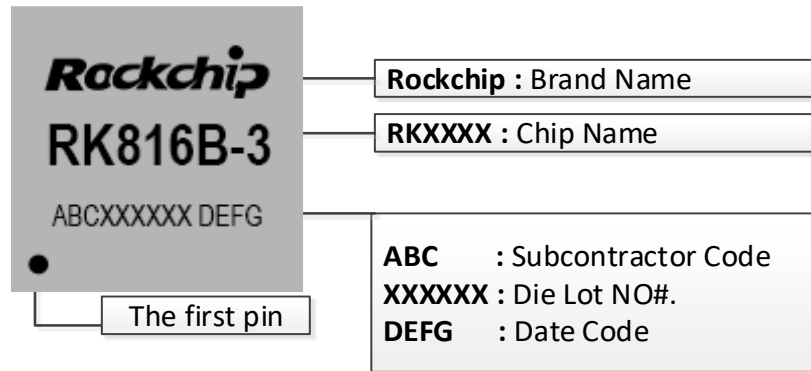 Rockchip
RK816B-3
ABCXXXXXX DEFG
Rockchip : Brand Name
RKXXXX : Chip Name
ABC : Subcontractor Code
XXXXXX : Die Lot NO#.
DEFG : Date Code
The first pin